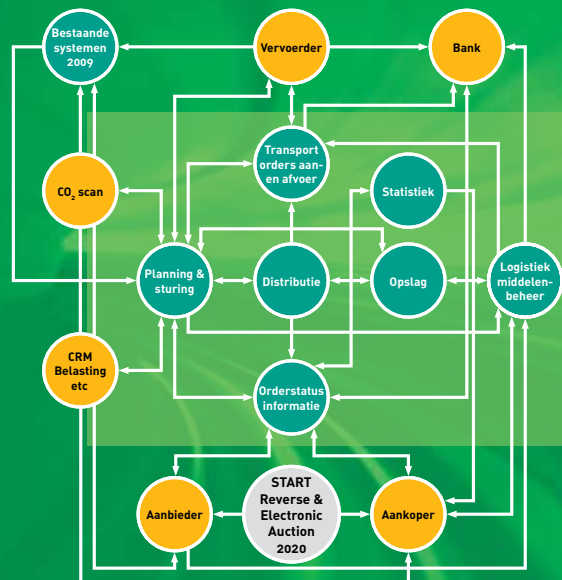 Bestaande
systemen
2009
Vervoerder
Bank
Transport
orders aan-
en afvoer
CO₂ scan
Statistiek
Planning &
sturing
Distributie
Opslag
Logistiek
middelen-
beheer
CRM
Belasting
etc
Orderstatus
informatie
Aanbieder
START
Reverse &
Electronic
Auction
2020
Aankoper